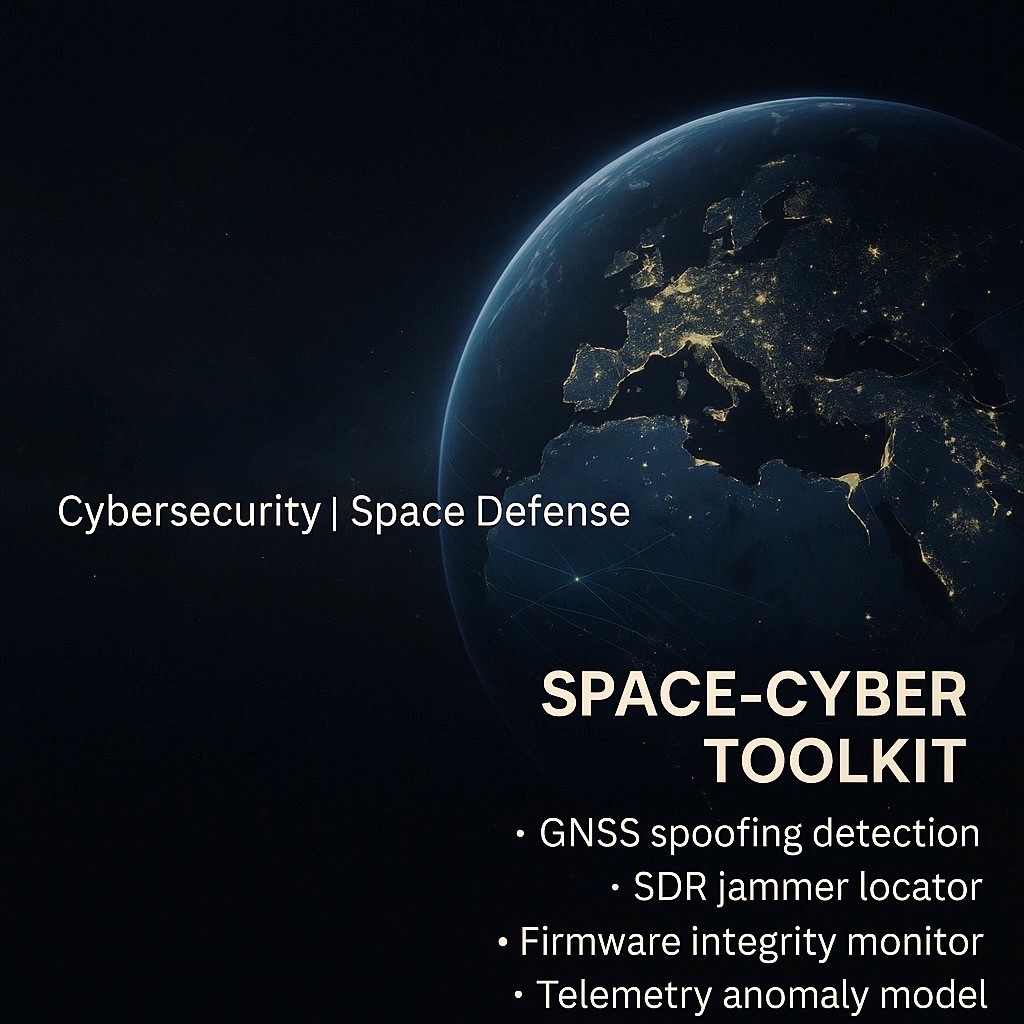 Cybersecurity | Space Defense
SPACE-CYBER
TOOLKIT
• GNSS spoofing detection
• SDR jammer locator
• Firmware integrity monitor
• Telemetry anomaly model